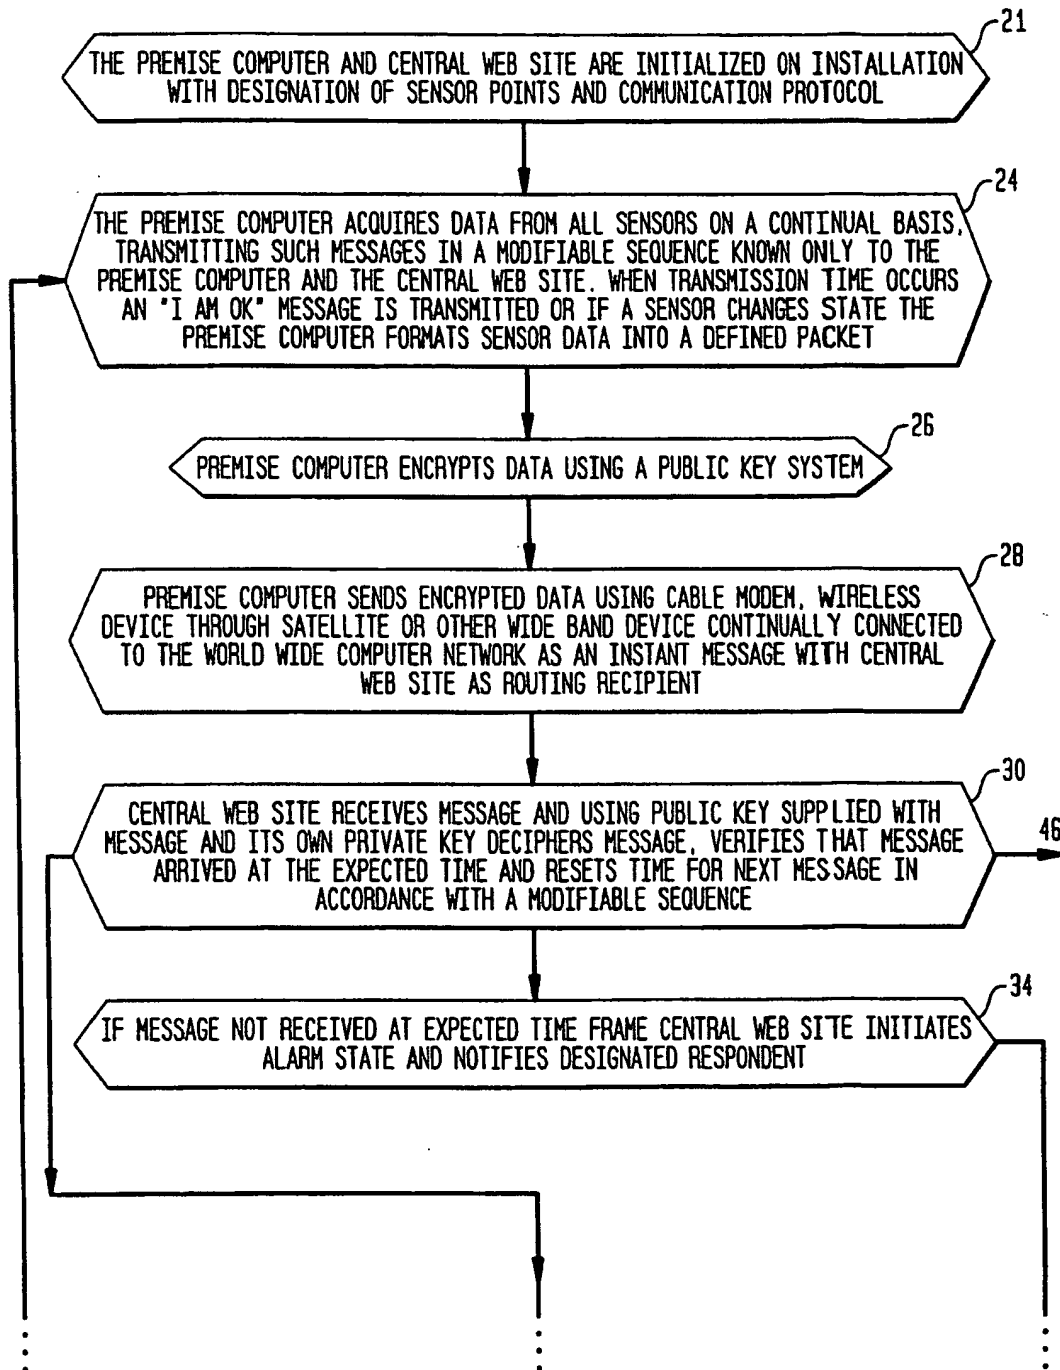 21
THE PREMISE COMPUTER AND CENTRAL WEB SITE ARE INITIALIZED ON INSTALLATION
WITH DESIGNATION OF SENSOR POINTS AND COMMUNICATION PROTOCOL
24
THE PREMISE COMPUTER ACQUIRES DATA FROM ALL SENSORS ON A CONTINUAL BASIS,
TRANSMITTING SUCH MESSAGES IN A MODIFIABLE SEQUENCE KNOWN ONLY TO THE
PREMISE COMPUTER AND THE CENTRAL WEB SITE. WHEN TRANSMISSION TIME OCCURS
AN "I AM OK" MESSAGE IS TRANSMITTED OR IF A SENSOR CHANGES STATE THE
PREMISE COMPUTER FORMATS SENSOR DATA INTO A DEFINED PACKET
26
PREMISE COMPUTER ENCRYPTS DATA USING A PUBLIC KEY SYSTEM
28
PREMISE COMPUTER SENDS ENCRYPTED DATA USING CABLE MODEM, WIRELESS
DEVICE THROUGH SATELLITE OR OTHER WIDE BAND DEVICE CONTINUALLY CONNECTED
TO THE WORLD WIDE COMPUTER NETWORK AS AN INSTANT MESSAGE WITH CENTRAL
WEB SITE AS ROUTING RECIPIENT
30
CENTRAL WEB SITE RECEIVES MESSAGE AND USING PUBLIC KEY SUPPLIED WITH
MESSAGE AND ITS OWN PRIVATE KEY DECIPHERS MESSAGE, VERIFIES THAT MESSAGE
ARRIVED AT THE EXPECTED TIME AND RESETS TIME FOR NEXT MESSAGE IN
ACCORDANCE WITH A MODIFIABLE SEQUENCE
46
34
IF MESSAGE NOT RECEIVED AT EXPECTED TIME FRAME CENTRAL WEB SITE INITIATES
ALARM STATE AND NOTIFIES DESIGNATED RESPONDENT